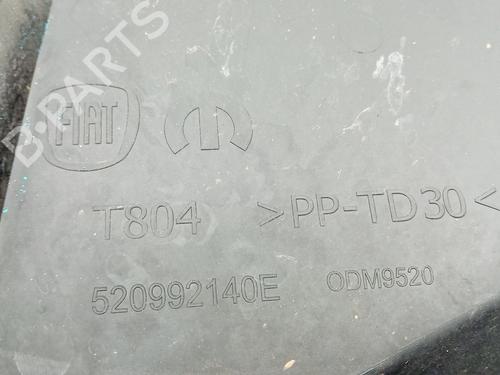 B-PARTS
FIAT
T804 >PP-TD30<
520992140E ODM9520